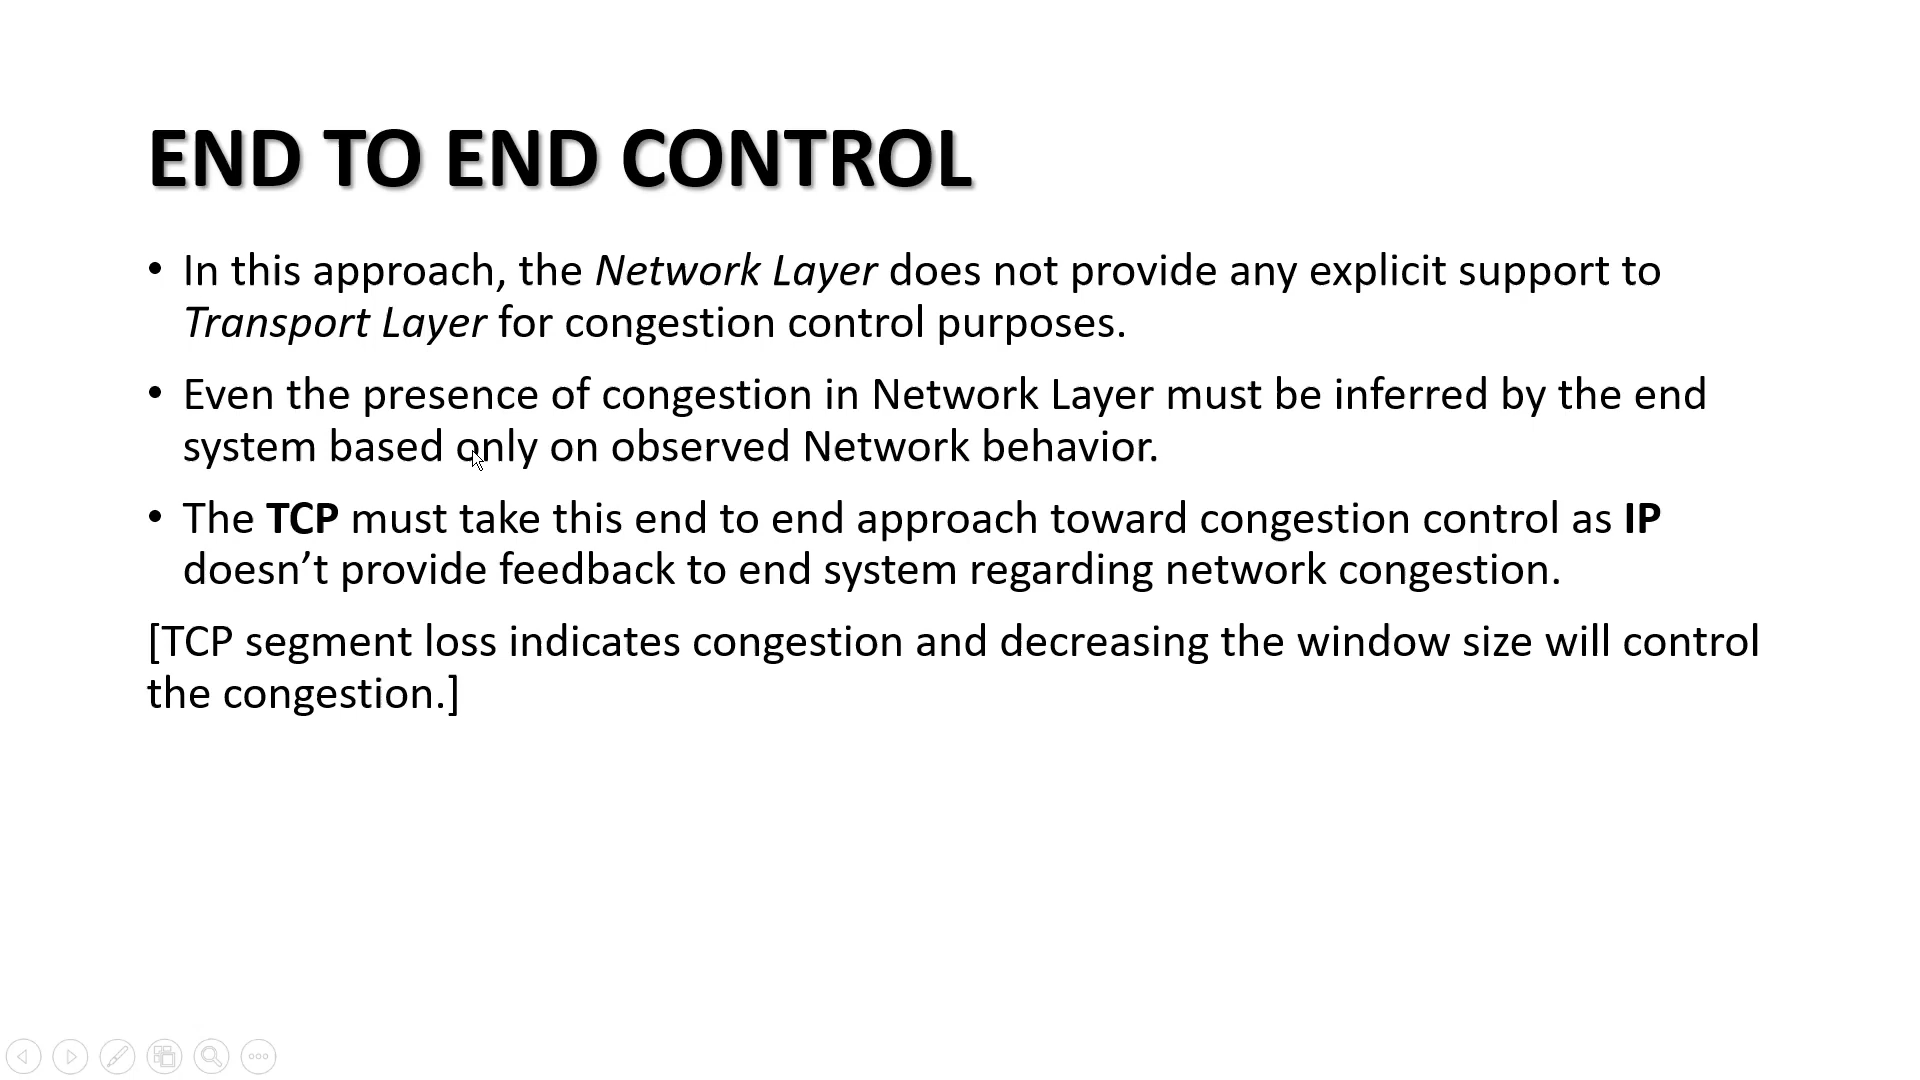 END TO END CONTROL
• In this approach, the Network Layer does not provide any explicit support to
Transport Layer for congestion control purposes.
• Even the presence of congestion in Network Layer must be inferred by the end
system based only on observed Network behavior.
• The TCP must take this end to end approach toward congestion control as IP
doesn’t provide feedback to end system regarding network congestion.
[TCP segment loss indicates congestion and decreasing the window size will control
the congestion.]